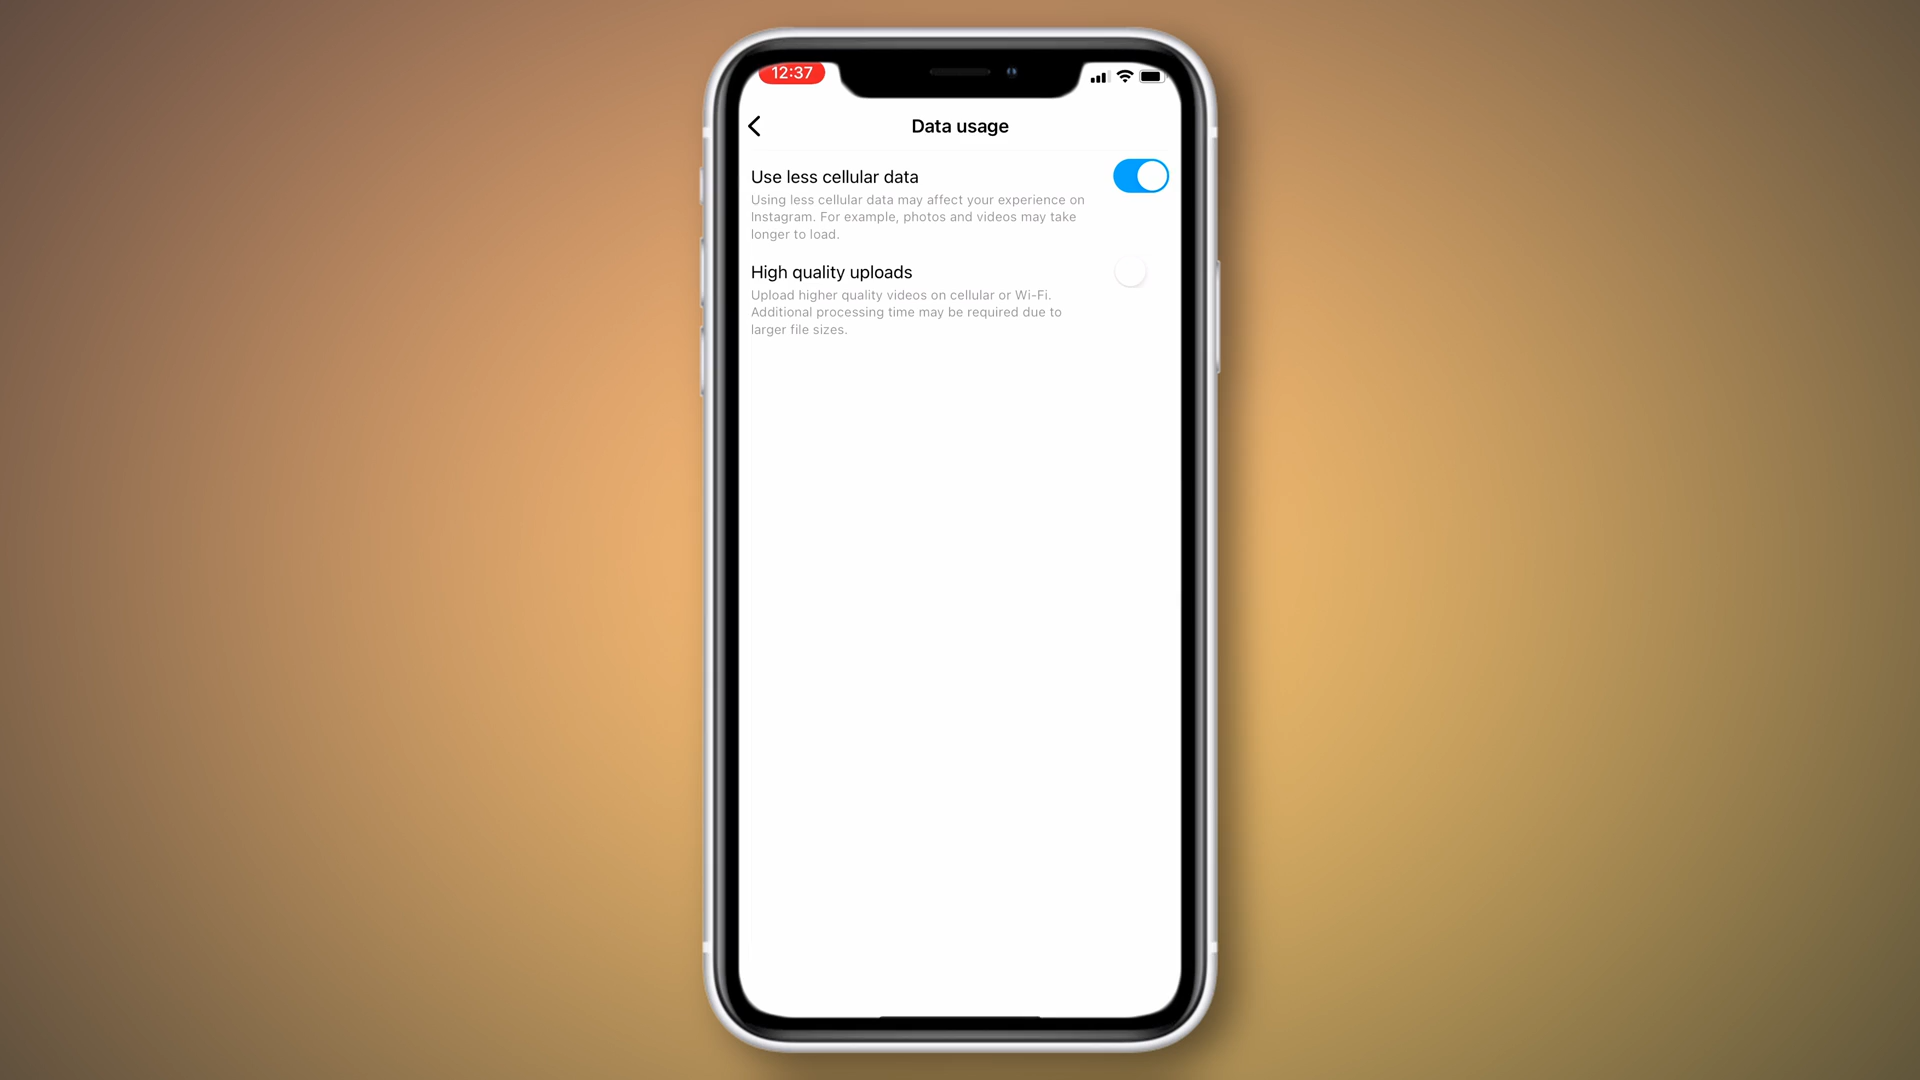 12:37
Data usage
Use less cellular data
Using less cellular data may affect your experience on
Instagram. For example, photos and videos may take
longer to load.
High quality uploads
Upload higher quality videos on cellular or Wi-Fi.
Additional processing time may be required due to
larger file sizes.